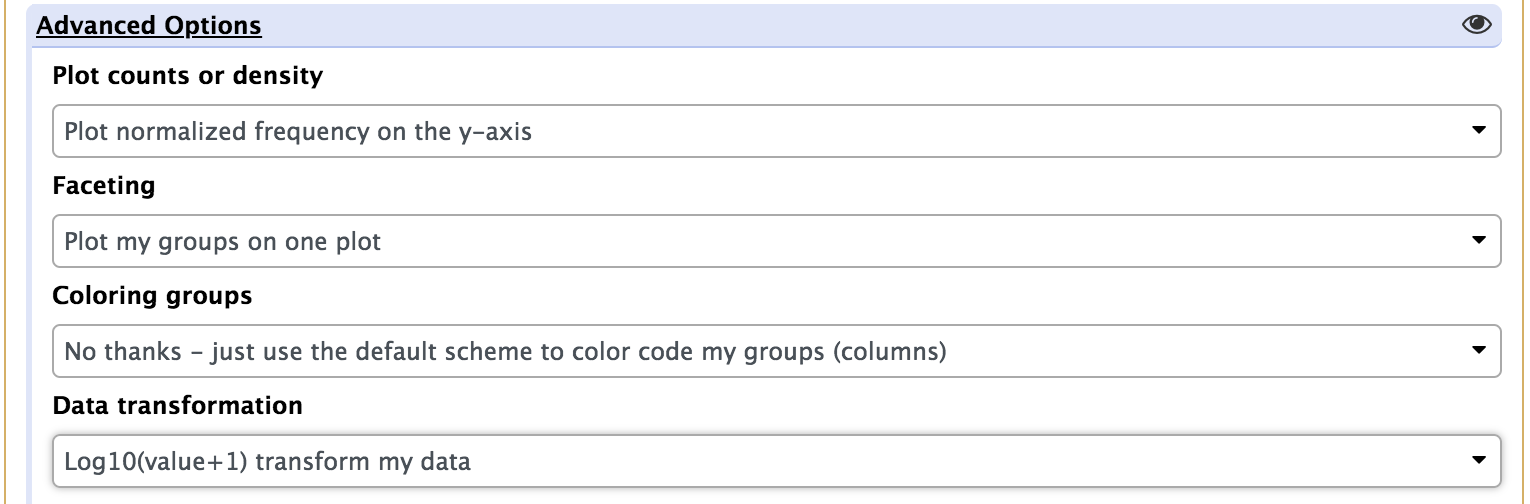 Advanced Options
Plot counts or density
Plot normalized frequency on the y-axis
Faceting
Plot my groups on one plot
Coloring groups
No thanks - just use the default scheme to color code my groups (columns)
Data transformation
Log10(value+1) transform my data